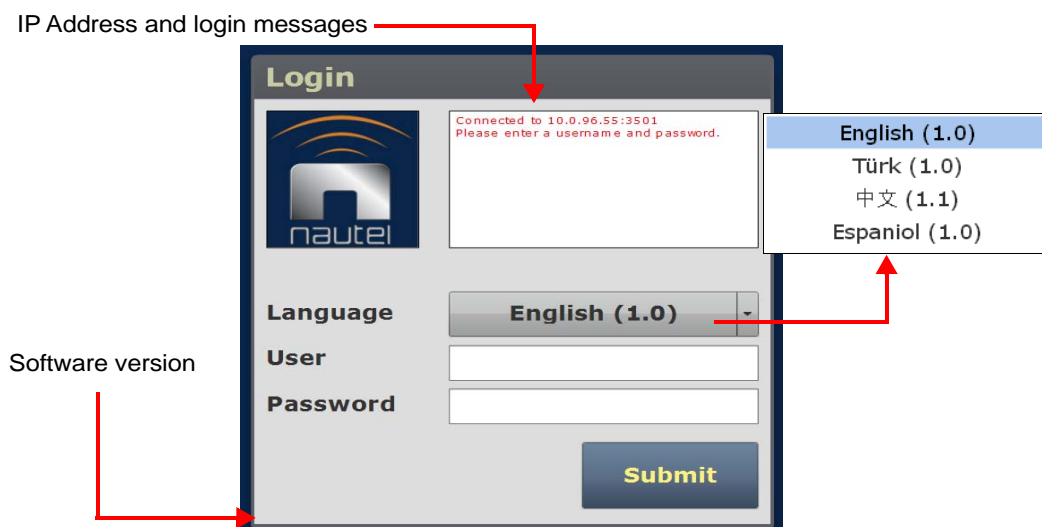 IP Address and login messages
Login
Connected to 10.0.96.55:3501
Please enter a username and password.
nautel
English (1.0)
Türk (1.0)
中文 (1.1)
Espaniol (1.0)
Language
English (1.0)
User
Software version
Password
Submit